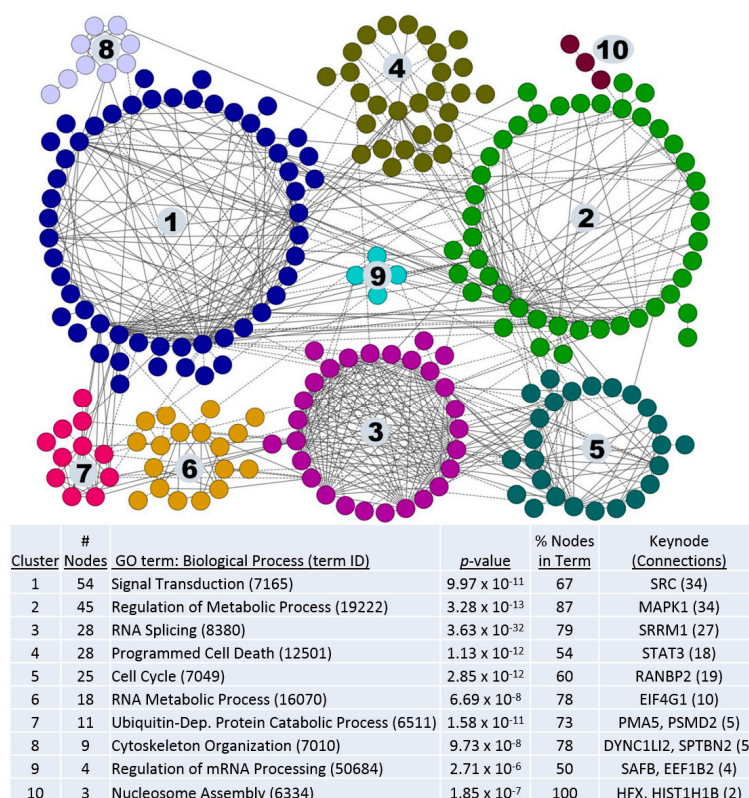 8
4
10
1
2
9
3
5
7
6
Cluster # Nodes GO term: Biological Process (term ID) p-value % Nodes in Term Keynode (Connections)
1 54 Signal Transduction (7165) 9.97 x 10-11 67 SRC (34)
2 45 Regulation of Metabolic Process (19222) 3.28 x 10-13 87 MAPK1 (34)
3 28 RNA Splicing (8380) 3.63 x 10-32 79 SRRM1 (27)
4 28 Programmed Cell Death (12501) 1.13 x 10-12 54 STAT3 (18)
5 25 Cell Cycle (7049) 2.85 x 10-12 60 RANBP2 (19)
6 18 RNA Metabolic Process (16070) 6.69 x 10-8 78 EIF4G1 (10)
7 11 Ubiquitin-Dep. Protein Catabolic Process (6511) 1.58 x 10-11 73 PMA5, PSMD2 (5)
8 9 Cytoskeleton Organization (7010) 9.73 x 10-8 78 DYNC1LI2, SPTBN2 (5
9 4 Regulation of mRNA Processing (50684) 2.71 x 10-6 50 SAFB, EEF1B2 (4)
10 3 Nucleosome Assembly (6334) 1.85 x 10-7 100 HFX, HIST1H1B (2)